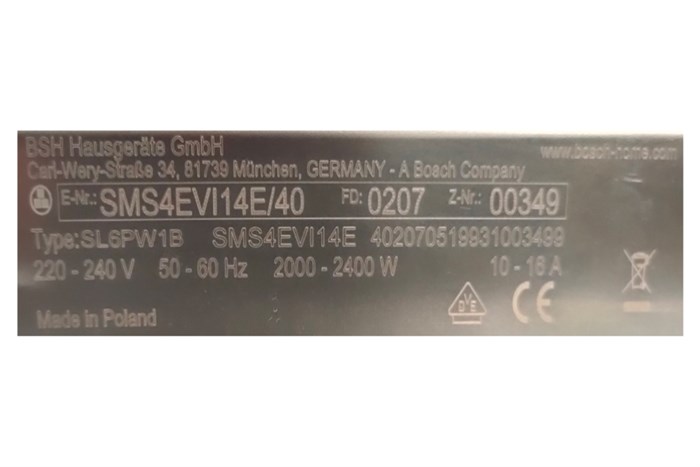 BSH Hausgeräte GmbH
Carl-Wery-Straße 34, 81739 München, GERMANY - A Bosch Company
www.bosch-home.com
E-Nr.: SMS4EVI14E/40 FD: 0207 Z-Nr.: 00349
Type:SL6PW1B SMS4EVI14E 402070519931003499
220 - 240 V 50 - 60 Hz 2000 - 2400 W 10 - 16 A
DVE
CE
Made in Poland